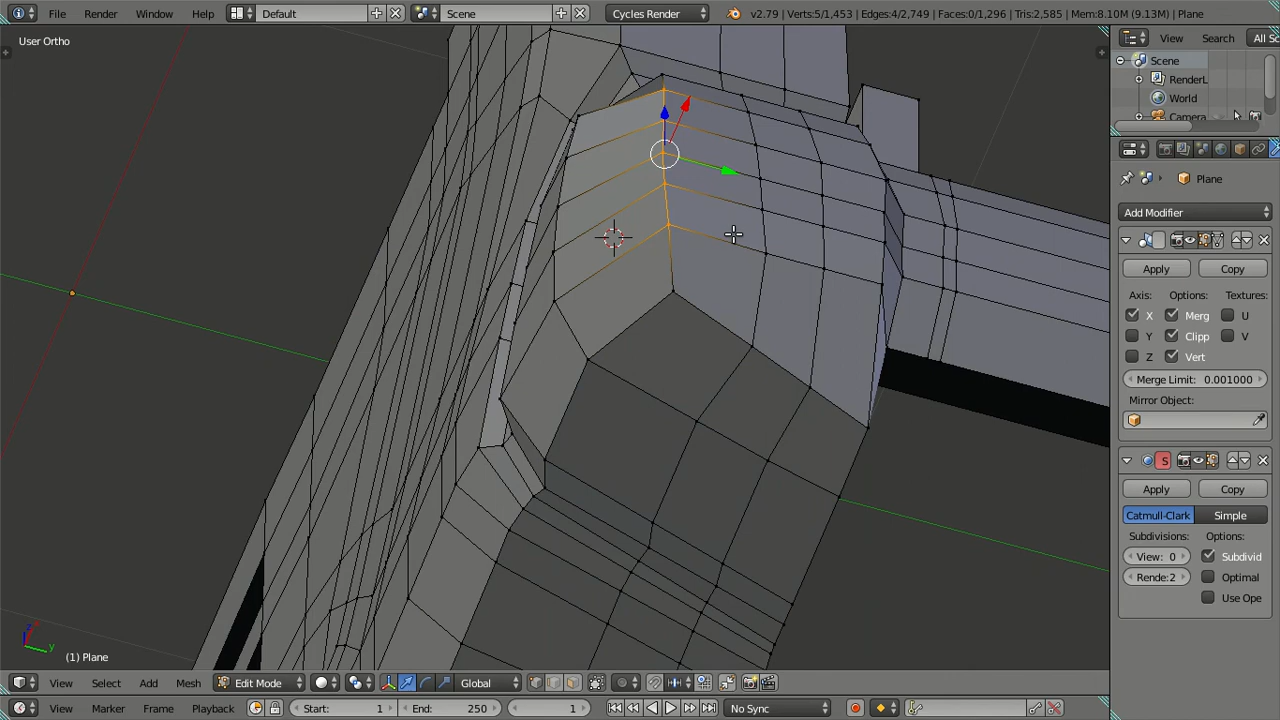 File Render Window Help Default Scene Cycles Render v2.79 | Verts:5/1,453 | Edges:4/2,749 | Faces:0/1,296 | Tris:2,585 | Mem:8.10M (9.13M) | Plane
User Ortho
View Search All Sc
Scene
RenderL
World
Camera
Plane
Add Modifier
Apply Copy
Axis: Options: Textures:
X Merg U
Y Clipp V
Z Vert
Merge Limit: 0.001000
Mirror Object:
S
Apply Copy
Catmull-Clark Simple
Subdivisions: Options:
View: 0 Subdivid
Rende:2 Optimal
Use Ope
z
y
(1) Plane
View Select Add Mesh Edit Mode Global
View Marker Frame Playback Start: 1 End: 250 1 No Sync